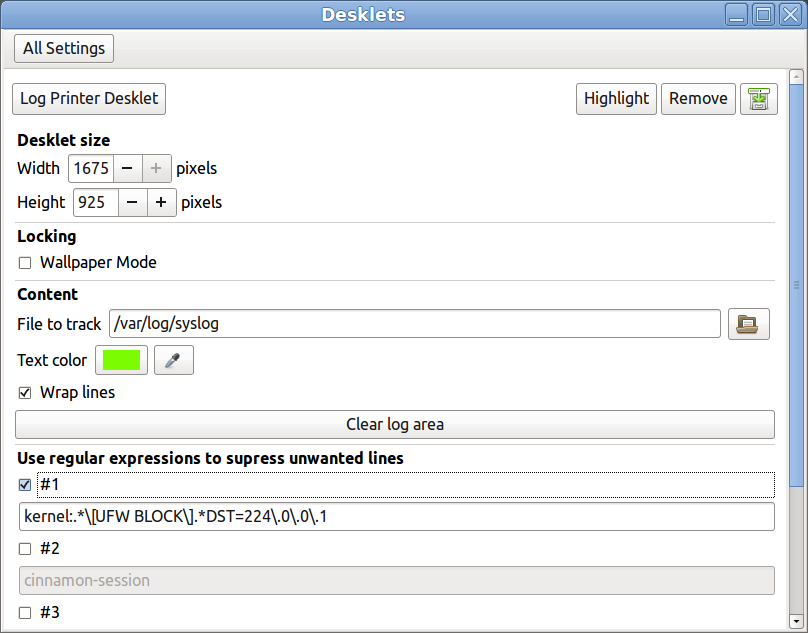 Desklets
All Settings
Log Printer Desklet Highlight Remove
Desklet size
Width 1675 − + pixels
Height 925 − + pixels
Locking
Wallpaper Mode
Content
File to track /var/log/syslog
Text color
Wrap lines
Clear log area
Use regular expressions to supress unwanted lines
#1
kernel:.*\[UFW BLOCK\].*DST=224\.0\.0\.1
#2
cinnamon-session
#3